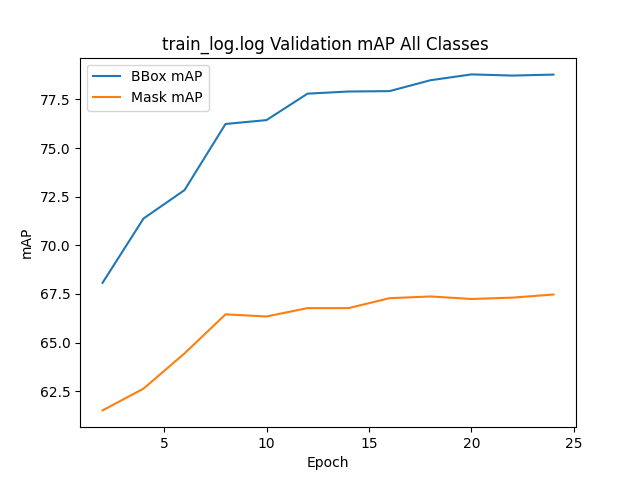 train_log.log Validation mAP All Classes
BBox mAP
Mask mAP
77.5
75.0
72.5
70.0
67.5
65.0
62.5
mAP
5
10
15
20
25
Epoch